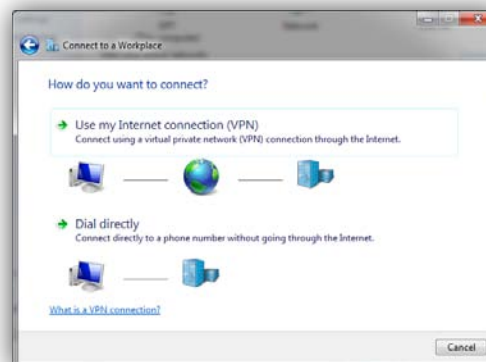 Connect to a Workplace
How do you want to connect?
Use my Internet connection (VPN)
Connect using a virtual private network (VPN) connection through the Internet.
Dial directly
Connect directly to a phone number without going through the Internet.
What is a VPN connection?
Cancel